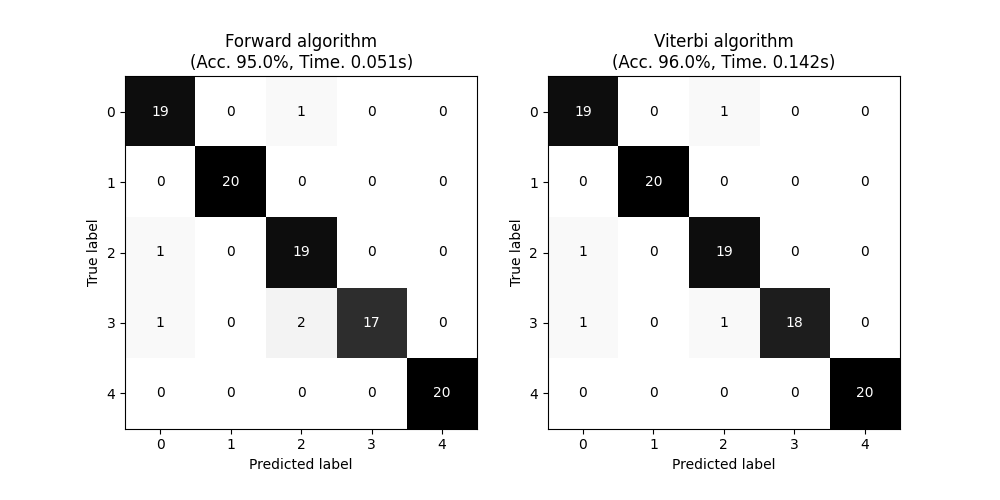 Forward algorithm
(Acc. 95.0%, Time. 0.051s)
True label
0 19 0 1 0 0
1 0 20 0 0 0
2 1 0 19 0 0
3 1 0 2 17 0
4 0 0 0 0 20
0 1 2 3 4
Predicted label
Viterbi algorithm
(Acc. 96.0%, Time. 0.142s)
True label
0 19 0 1 0 0
1 0 20 0 0 0
2 1 0 19 0 0
3 1 0 1 18 0
4 0 0 0 0 20
0 1 2 3 4
Predicted label